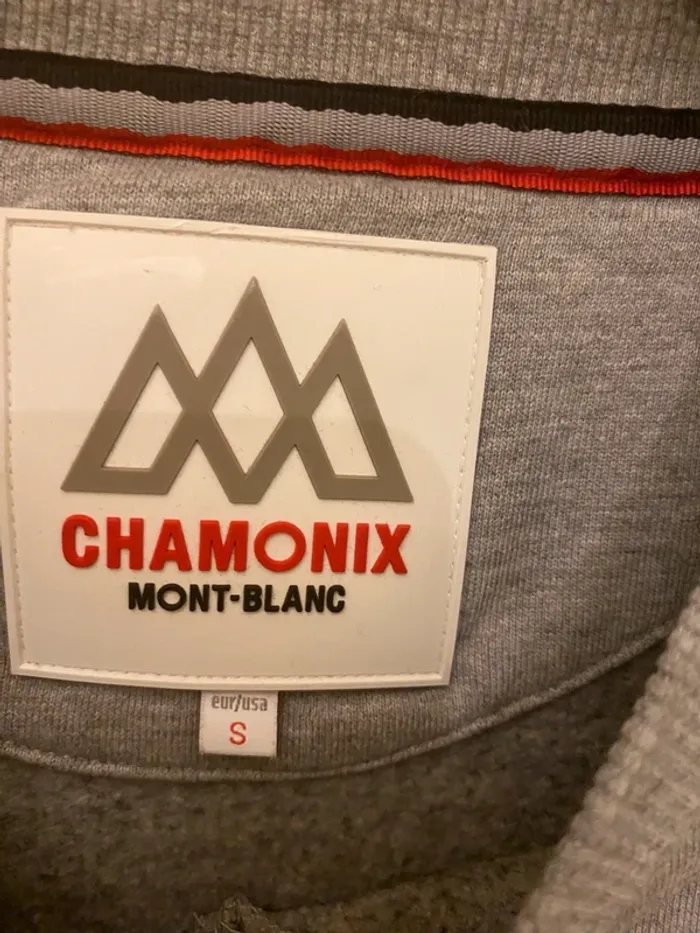 CHAMONIX
MONT-BLANC
eur/usa
S